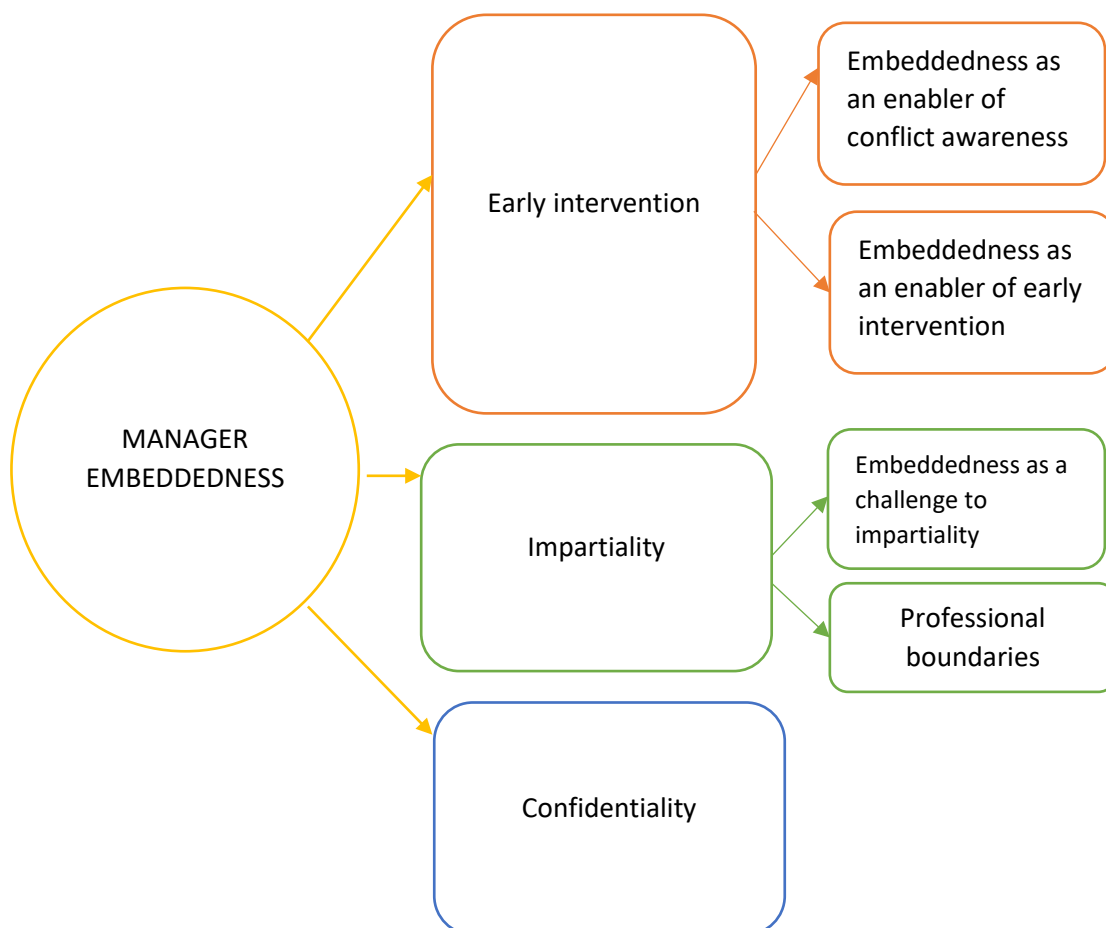 MANAGER
EMBEDDEDNESS
Early intervention
Embeddedness as
an enabler of
conflict awareness
Embeddedness as
an enabler of early
intervention
Impartiality
Embeddedness as a
challenge to
impartiality
Professional
boundaries
Confidentiality